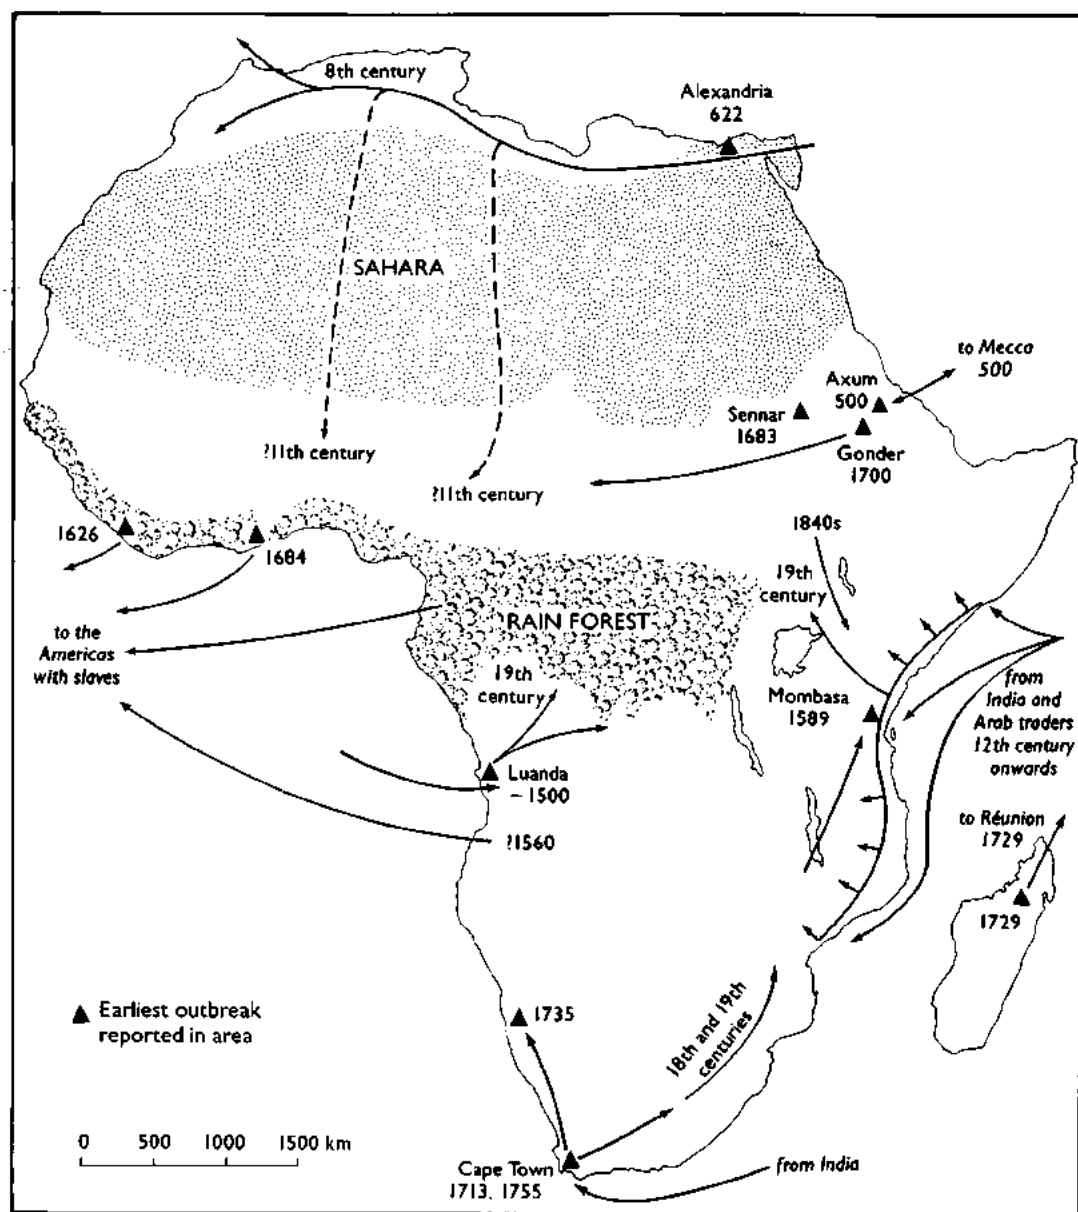 8th century
Alexandria
622
SAHARA
to Mecca
500
Axum
500
Sennar
1683
Gonder
1700
?11th century
?11th century
1626
1684
1840s
19th
century
RAIN FOREST
to the
Americas
with slaves
19th
century
Mombasa
1589
from
India and
Arab traders
12th century
onwards
Luanda
– 1500
?1560
to Réunion
1729
1729
Earliest outbreak
reported in area
1735
18th and 19th
centuries
0 500 1000 1500 km
Cape Town
1713, 1755
from India